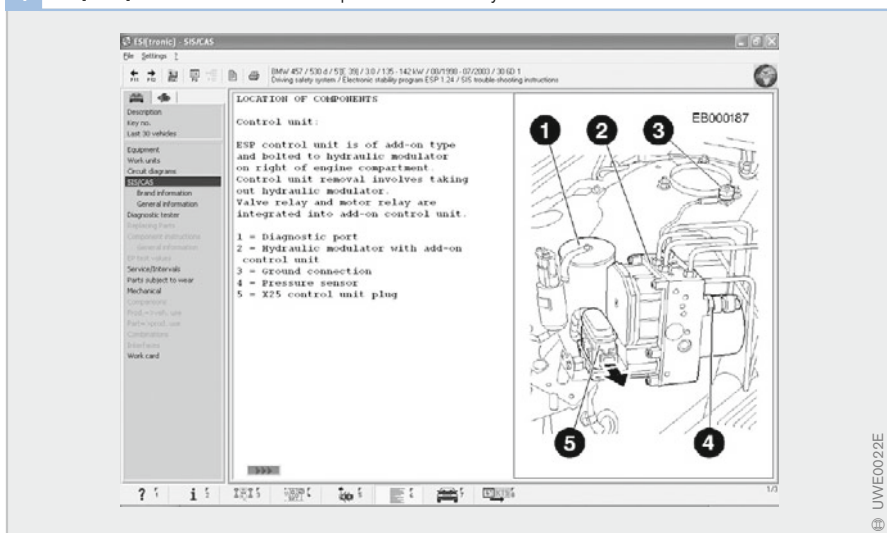 ESI[tronic] - SIS/CAS
File Settings ?
BMW 457 / 530 d / 5[E 39] / 3.0 / 135 - 142 kW / 00/1998 - 07/2003 / 30 6D 1
Driving safety system / Electronic stability program ESP 1.24 / SIS trouble shooting instructions
Description
Key no.
Last 30 vehicles
Equipment
Work units
Circuit diagrams
SIS/CAS
Brand information
General information
Diagnostic tester
Replacing Parts
Component instructions
General information
EP test values
Service/Intervals
Parts subject to wear
Mechanical
Comparisons
Combinations
Interfaces
Work card
LOCATION OF COMPONENTS
Control unit:
ESP control unit is of add-on type
and bolted to hydraulic modulator
on right of engine compartment.
Control unit removal involves taking
out hydraulic modulator.
Valve relay and motor relay are
integrated into add-on control unit.
1 = Diagnostic port
2 = Hydraulic modulator with add-on
control unit
3 = Ground connection
4 = Pressure sensor
5 = X25 control unit plug
>>>
EB000187
1
2
3
5
4
1/3
UWE0022E